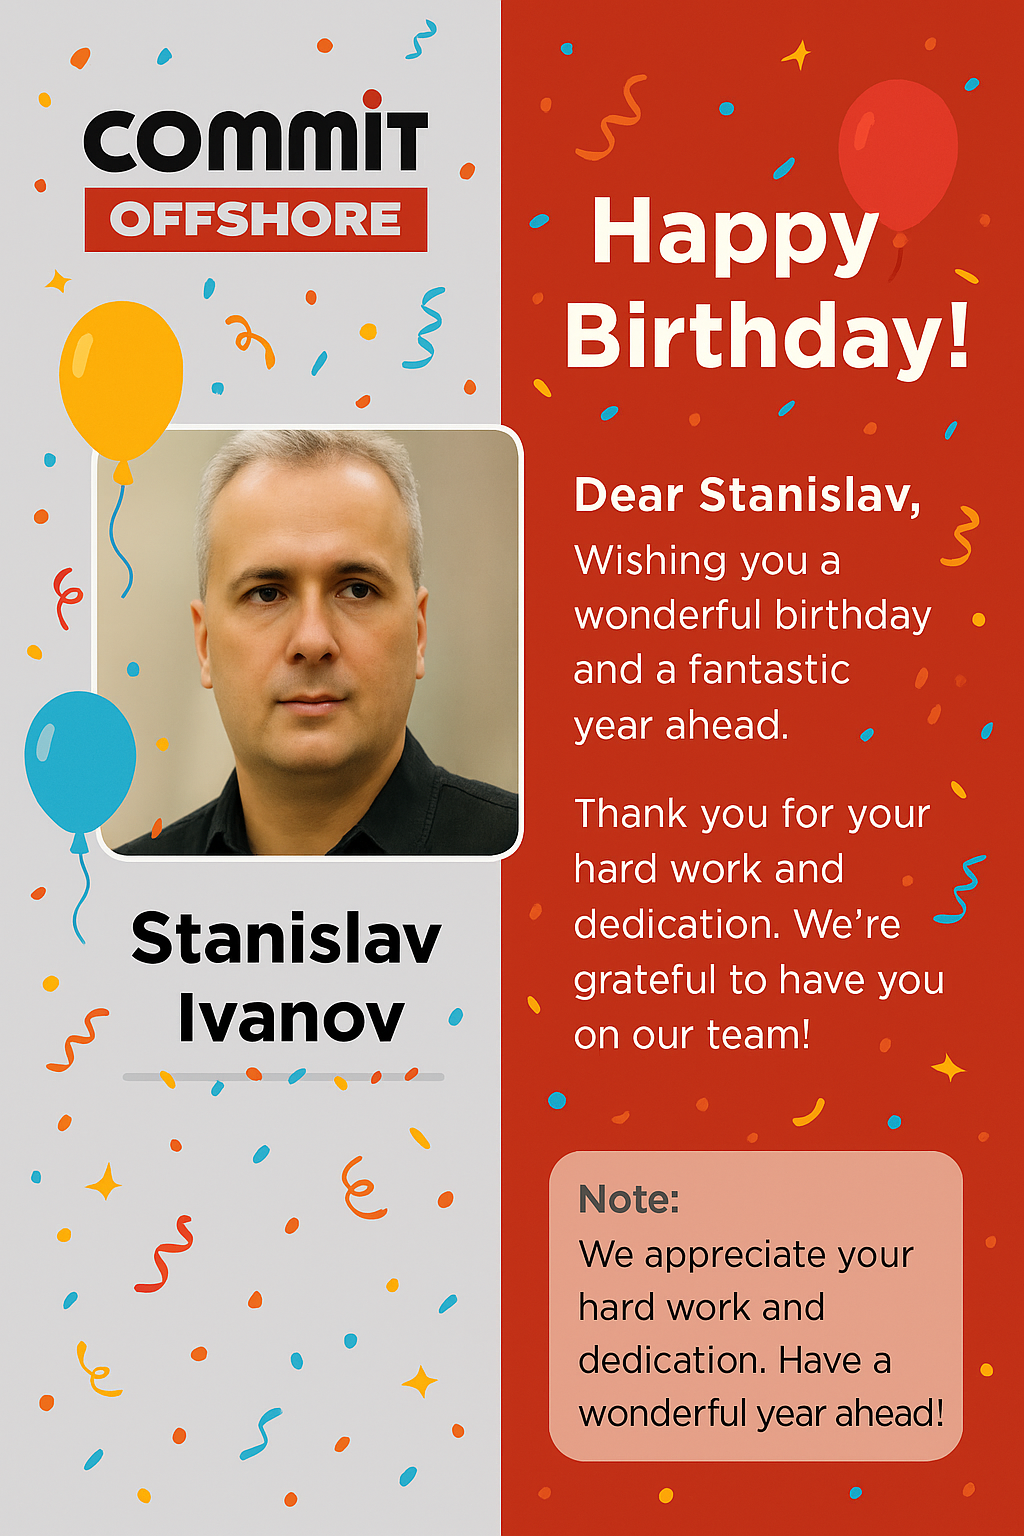 commit
OFFSHORE
Stanislav
Ivanov
Happy
Birthday!
Dear Stanislav,
Wishing you a
wonderful birthday
and a fantastic
year ahead.
Thank you for your
hard work and
dedication. We’re
grateful to have you
on our team!
Note:
We appreciate your
hard work and
dedication. Have a
wonderful year ahead!